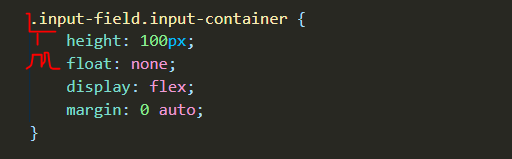 .input-field.input-container {
    height: 100px;
    float: none;
    display: flex;
    margin: 0 auto;
}